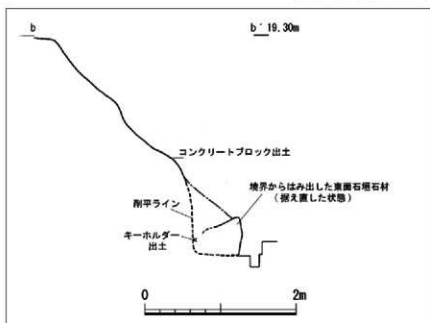 b
b' 19.30m
コンクリートブロック出土
境界からはみ出した東面石垣石材
（据え直した状態）
削平ライン
キーホルダー
出土
0
2m